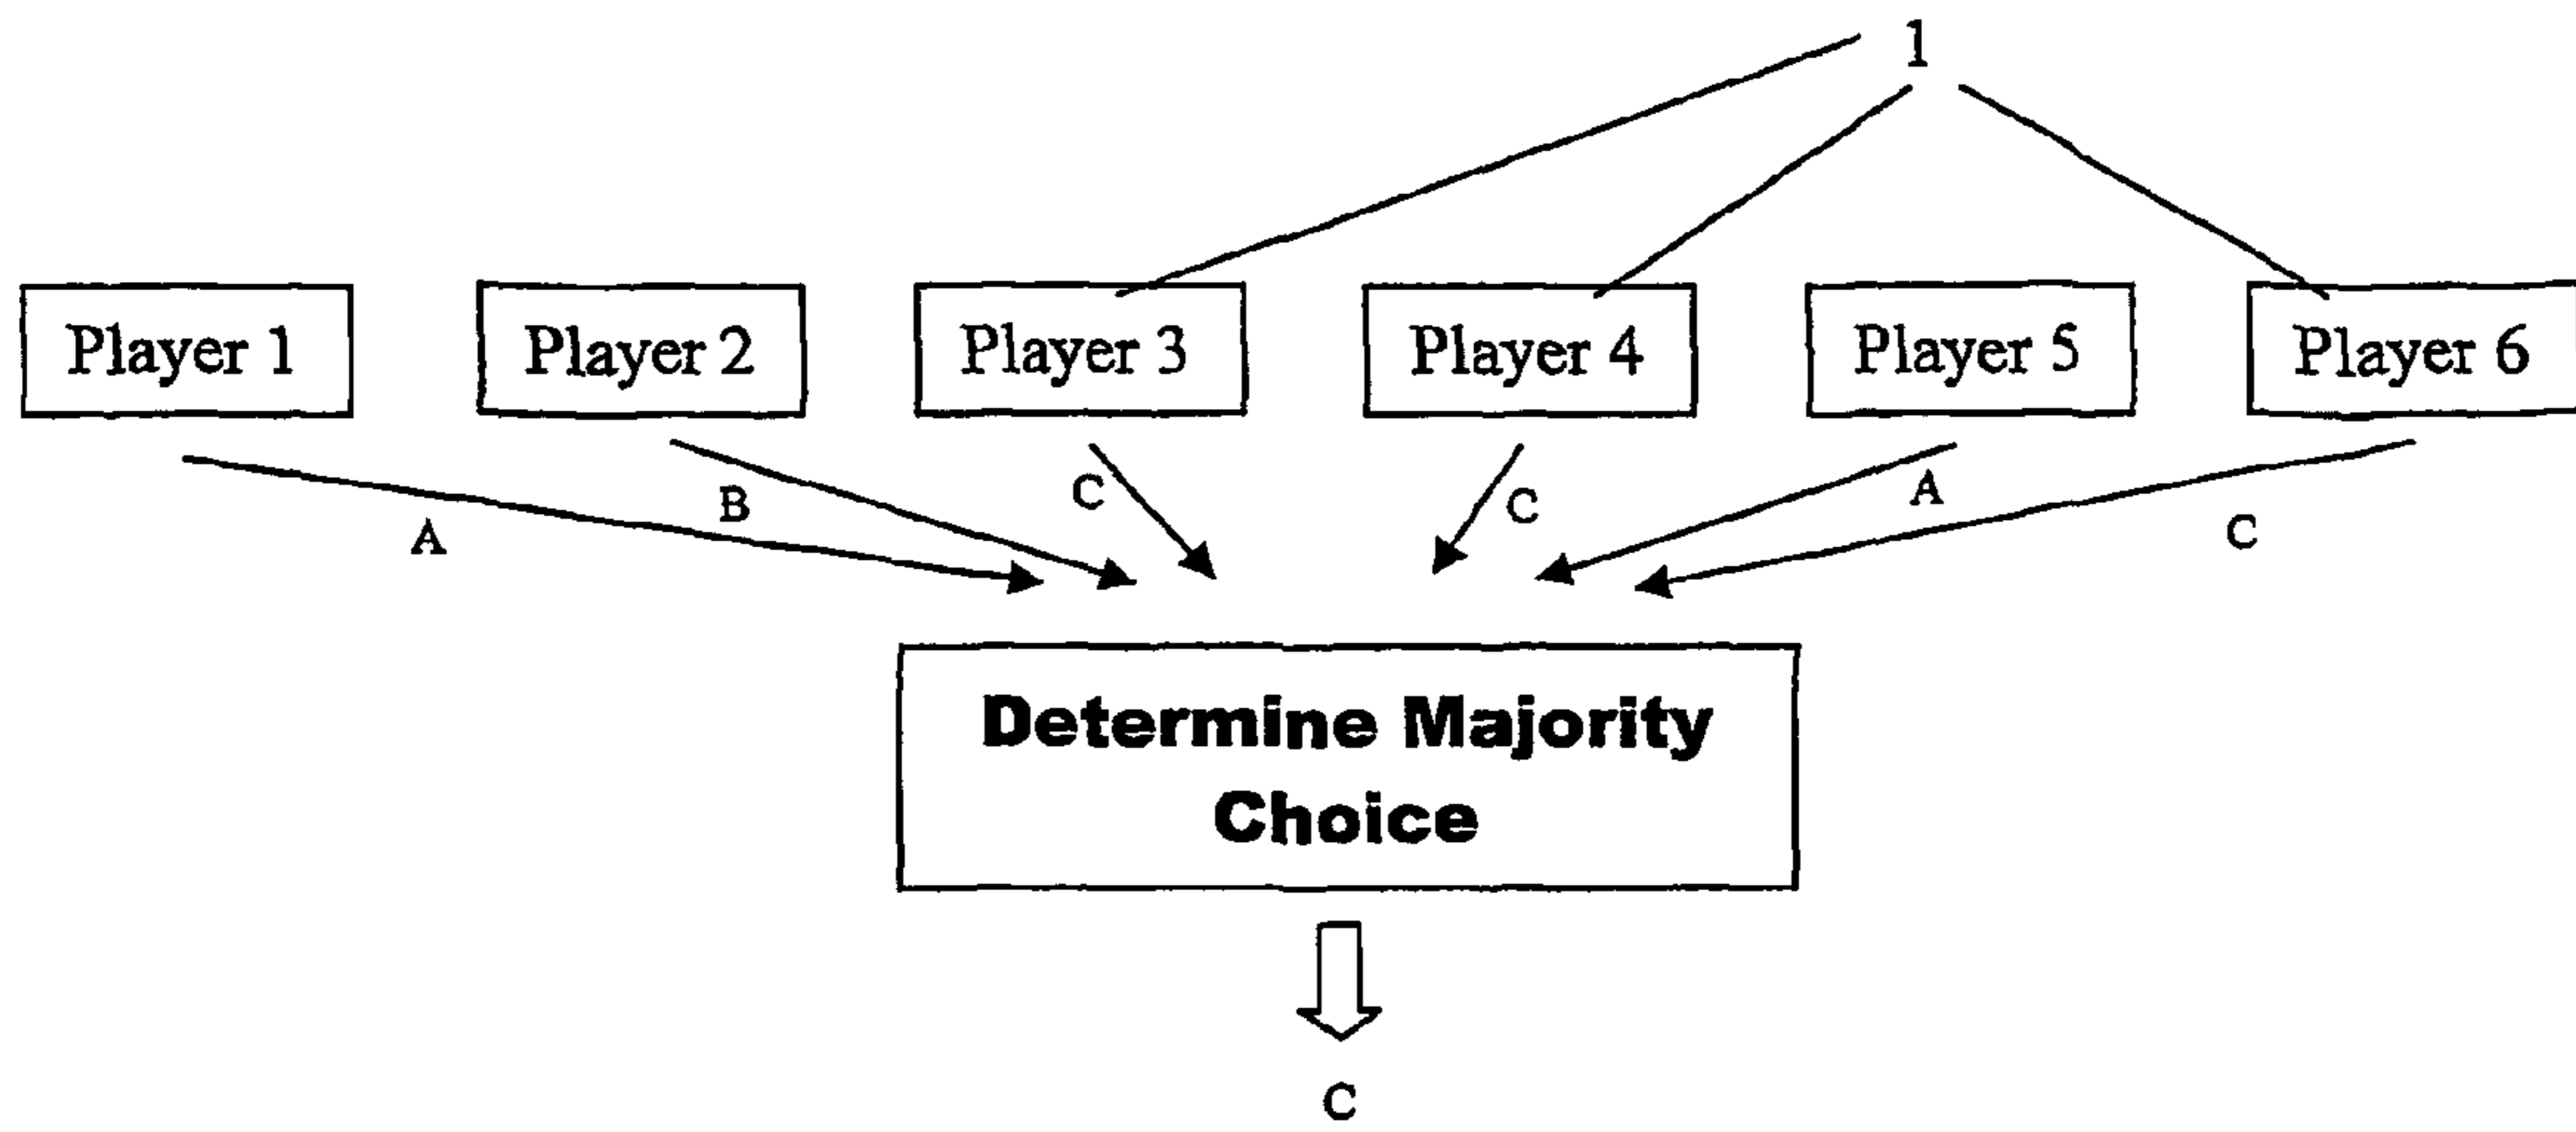 1
Player 1
Player 2
Player 3
Player 4
Player 5
Player 6
A
B
C
C
A
C
Determine Majority
Choice
C